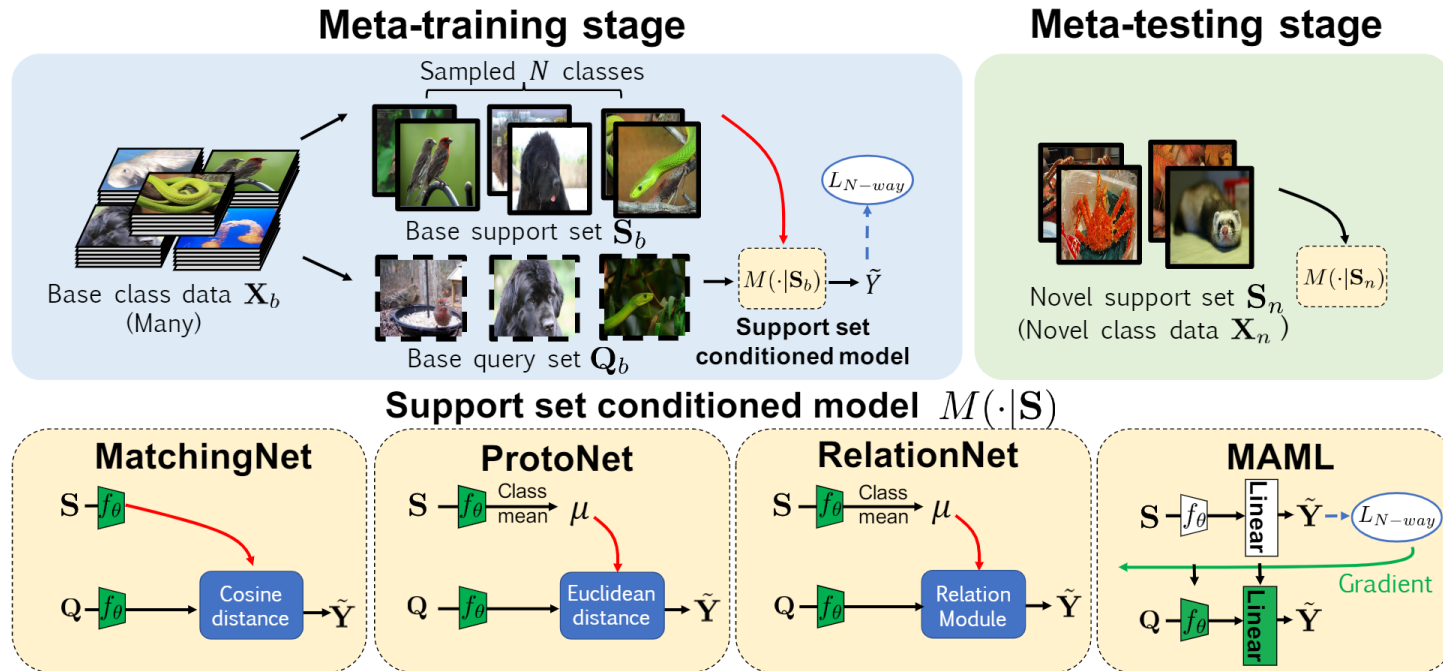 Meta-training stage
Meta-testing stage
Sampled N classes
Base support set S_b
Base class data X_b
(Many)
Base query set Q_b
L_{N-way}
M(·|S_b)
Ỹ
Support set
conditioned model
Novel support set S_n
(Novel class data X_n)
M(·|S_n)
Support set conditioned model M(·|S)
MatchingNet
S
f_θ
Q
f_θ
Cosine
distance
Ỹ
ProtoNet
S
f_θ
Class
mean
μ
Q
f_θ
Euclidean
distance
Ỹ
RelationNet
S
f_θ
Class
mean
μ
Q
f_θ
Relation
Module
Ỹ
MAML
S
f_θ
Linear
Ỹ
L_{N-way}
Gradient
Q
f_θ
Linear
Ỹ